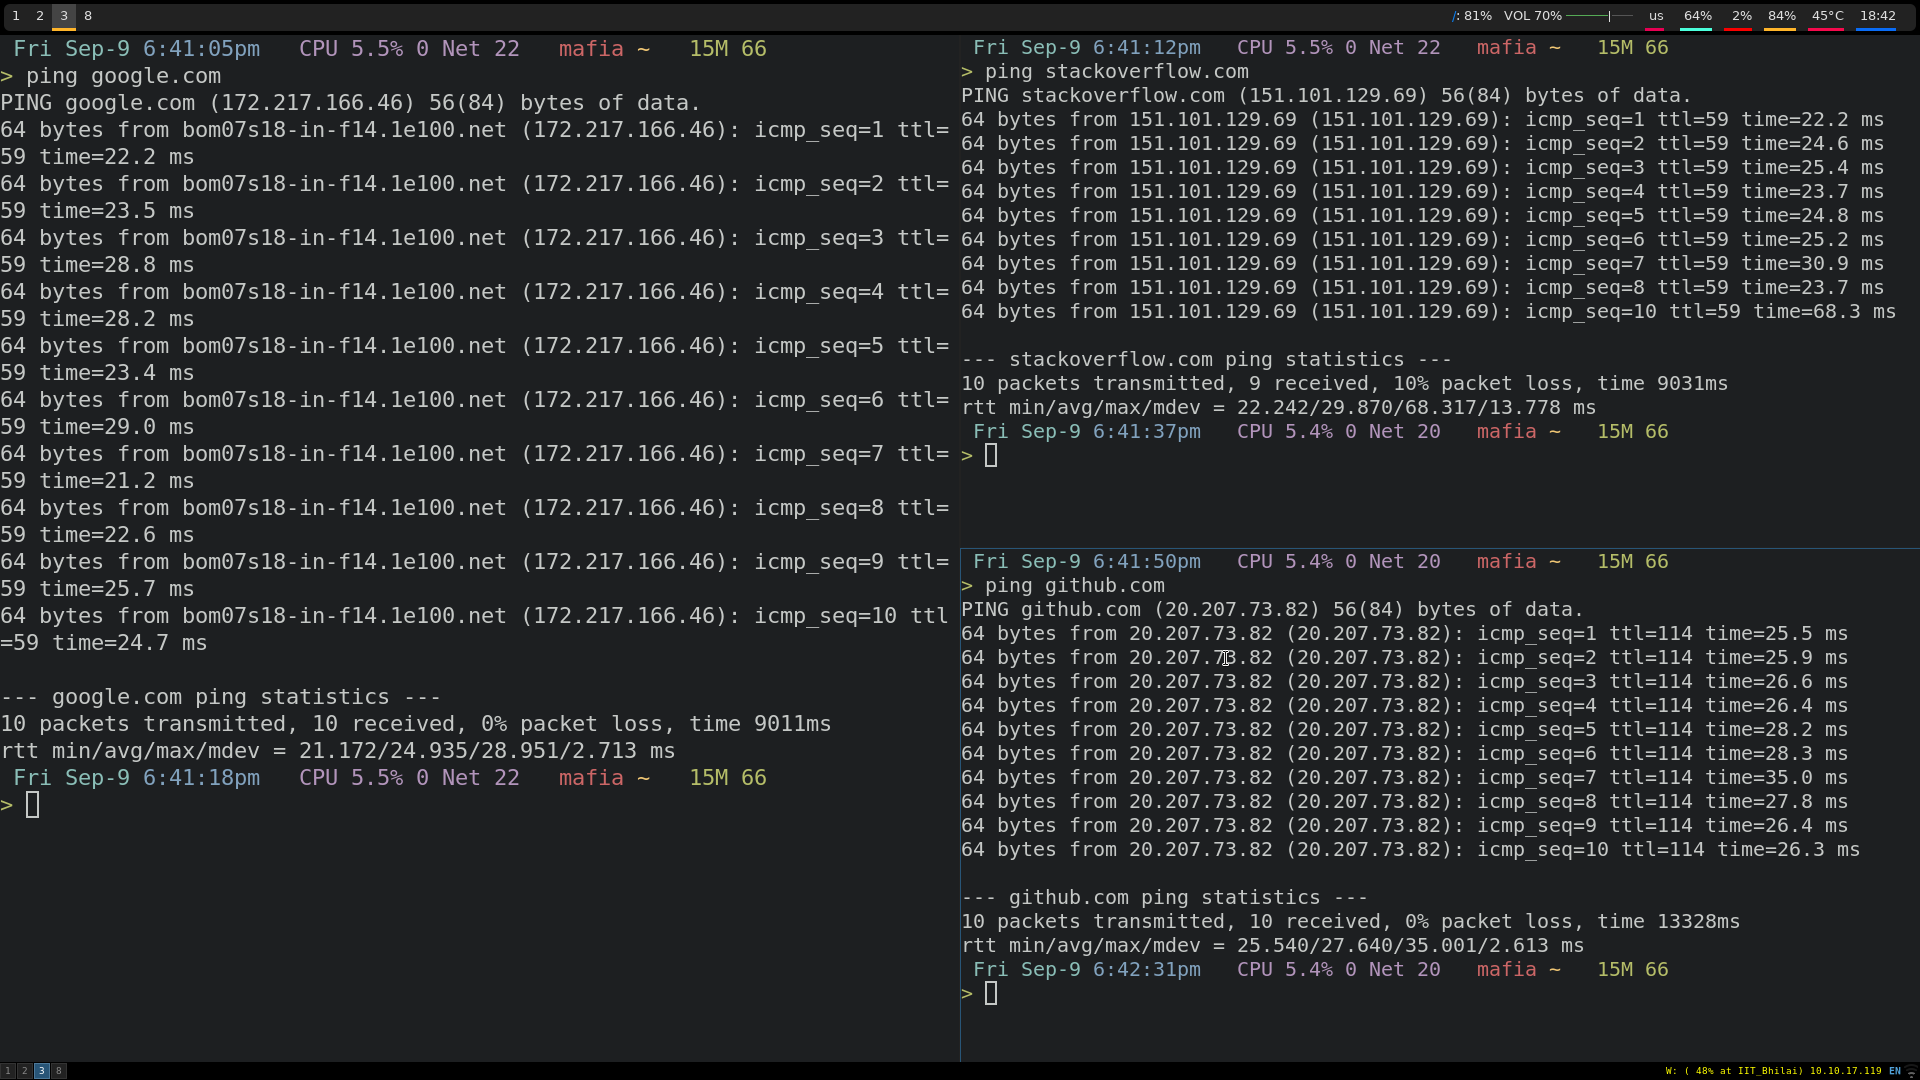 1 2 3 8 /: 81% VOL 70% us 64% 2% 84% 45°C 18:42
Fri Sep-9 6:41:05pm CPU 5.5% 0 Net 22 mafia ~ 15M 66
> ping google.com
PING google.com (172.217.166.46) 56(84) bytes of data.
64 bytes from bom07s18-in-f14.1e100.net (172.217.166.46): icmp_seq=1 ttl=
59 time=22.2 ms
64 bytes from bom07s18-in-f14.1e100.net (172.217.166.46): icmp_seq=2 ttl=
59 time=23.5 ms
64 bytes from bom07s18-in-f14.1e100.net (172.217.166.46): icmp_seq=3 ttl=
59 time=28.8 ms
64 bytes from bom07s18-in-f14.1e100.net (172.217.166.46): icmp_seq=4 ttl=
59 time=28.2 ms
64 bytes from bom07s18-in-f14.1e100.net (172.217.166.46): icmp_seq=5 ttl=
59 time=23.4 ms
64 bytes from bom07s18-in-f14.1e100.net (172.217.166.46): icmp_seq=6 ttl=
59 time=29.0 ms
64 bytes from bom07s18-in-f14.1e100.net (172.217.166.46): icmp_seq=7 ttl=
59 time=21.2 ms
64 bytes from bom07s18-in-f14.1e100.net (172.217.166.46): icmp_seq=8 ttl=
59 time=22.6 ms
64 bytes from bom07s18-in-f14.1e100.net (172.217.166.46): icmp_seq=9 ttl=
59 time=25.7 ms
64 bytes from bom07s18-in-f14.1e100.net (172.217.166.46): icmp_seq=10 ttl
=59 time=24.7 ms
--- google.com ping statistics ---
10 packets transmitted, 10 received, 0% packet loss, time 9011ms
rtt min/avg/max/mdev = 21.172/24.935/28.951/2.713 ms
Fri Sep-9 6:41:18pm CPU 5.5% 0 Net 22 mafia ~ 15M 66
>
Fri Sep-9 6:41:12pm CPU 5.5% 0 Net 22 mafia ~ 15M 66
> ping stackoverflow.com
PING stackoverflow.com (151.101.129.69) 56(84) bytes of data.
64 bytes from 151.101.129.69 (151.101.129.69): icmp_seq=1 ttl=59 time=22.2 ms
64 bytes from 151.101.129.69 (151.101.129.69): icmp_seq=2 ttl=59 time=24.6 ms
64 bytes from 151.101.129.69 (151.101.129.69): icmp_seq=3 ttl=59 time=25.4 ms
64 bytes from 151.101.129.69 (151.101.129.69): icmp_seq=4 ttl=59 time=23.7 ms
64 bytes from 151.101.129.69 (151.101.129.69): icmp_seq=5 ttl=59 time=24.8 ms
64 bytes from 151.101.129.69 (151.101.129.69): icmp_seq=6 ttl=59 time=25.2 ms
64 bytes from 151.101.129.69 (151.101.129.69): icmp_seq=7 ttl=59 time=30.9 ms
64 bytes from 151.101.129.69 (151.101.129.69): icmp_seq=8 ttl=59 time=23.7 ms
64 bytes from 151.101.129.69 (151.101.129.69): icmp_seq=10 ttl=59 time=68.3 ms
--- stackoverflow.com ping statistics ---
10 packets transmitted, 9 received, 10% packet loss, time 9031ms
rtt min/avg/max/mdev = 22.242/29.870/68.317/13.778 ms
Fri Sep-9 6:41:37pm CPU 5.4% 0 Net 20 mafia ~ 15M 66
>
Fri Sep-9 6:41:50pm CPU 5.4% 0 Net 20 mafia ~ 15M 66
> ping github.com
PING github.com (20.207.73.82) 56(84) bytes of data.
64 bytes from 20.207.73.82 (20.207.73.82): icmp_seq=1 ttl=114 time=25.5 ms
64 bytes from 20.207.73.82 (20.207.73.82): icmp_seq=2 ttl=114 time=25.9 ms
64 bytes from 20.207.73.82 (20.207.73.82): icmp_seq=3 ttl=114 time=26.6 ms
64 bytes from 20.207.73.82 (20.207.73.82): icmp_seq=4 ttl=114 time=26.4 ms
64 bytes from 20.207.73.82 (20.207.73.82): icmp_seq=5 ttl=114 time=28.2 ms
64 bytes from 20.207.73.82 (20.207.73.82): icmp_seq=6 ttl=114 time=28.3 ms
64 bytes from 20.207.73.82 (20.207.73.82): icmp_seq=7 ttl=114 time=35.0 ms
64 bytes from 20.207.73.82 (20.207.73.82): icmp_seq=8 ttl=114 time=27.8 ms
64 bytes from 20.207.73.82 (20.207.73.82): icmp_seq=9 ttl=114 time=26.4 ms
64 bytes from 20.207.73.82 (20.207.73.82): icmp_seq=10 ttl=114 time=26.3 ms
--- github.com ping statistics ---
10 packets transmitted, 10 received, 0% packet loss, time 13328ms
rtt min/avg/max/mdev = 25.540/27.640/35.001/2.613 ms
Fri Sep-9 6:42:31pm CPU 5.4% 0 Net 20 mafia ~ 15M 66
>
1 2 3 8 W: ( 48% at IIT_Bhilai) 10.10.17.119 EN